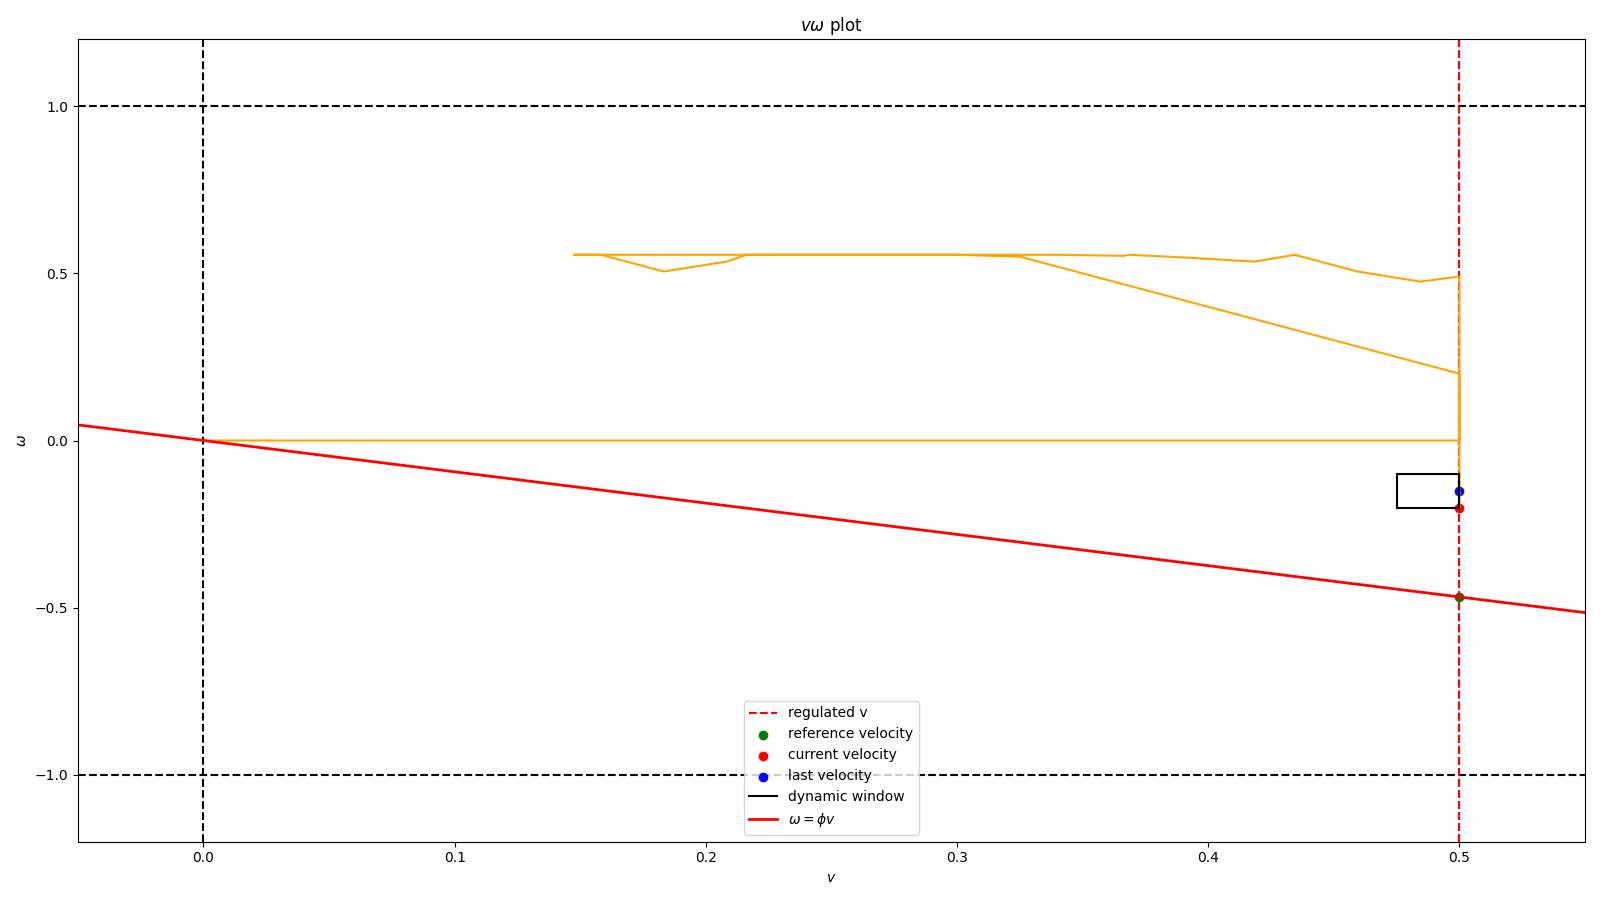 vω plot
1.0
0.5
0.0
−0.5
−1.0
ω
regulated v
reference velocity
current velocity
last velocity
dynamic window
ω = ϕv
0.0 0.1 0.2 0.3 0.4 0.5
v